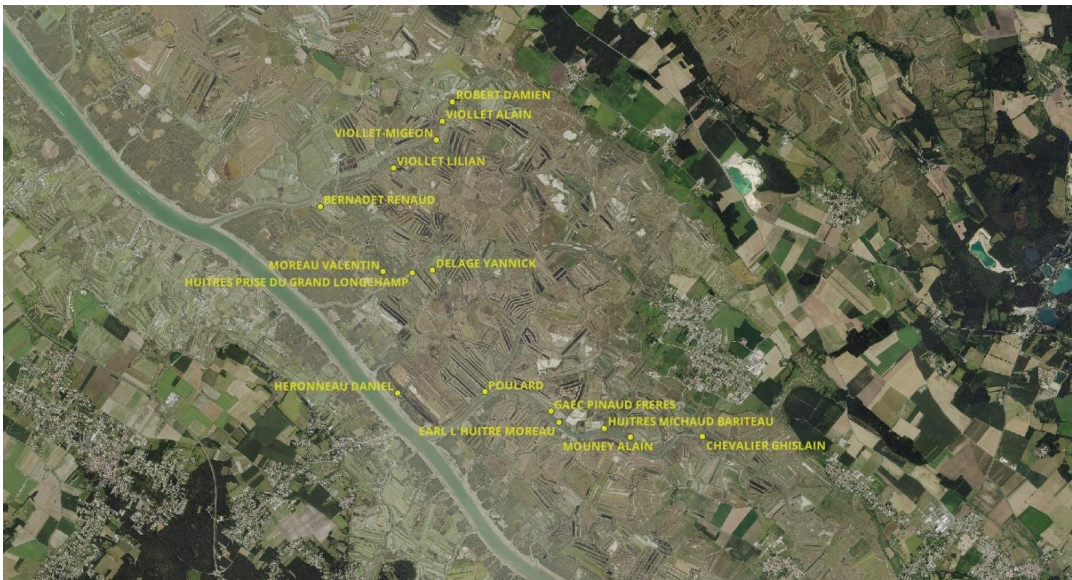 ROBERT DAMIEN
VIOLLET ALAIN
VIOLLET-MIGEON
VIOLLET LILIAN
BERNADET RENAUD
MOREAU VALENTIN
DELAGE YANNICK
HUITRES PRISE DU GRAND LONGCHAMP
HERONNEAU DANIEL
POULARD
GAEC PINAUD FRERES
HUITRES MICHAUD BARITEAU
EARL L'HUITRE MOREAU
MOUNEY ALAIN
CHEVALIER GHISLAIN